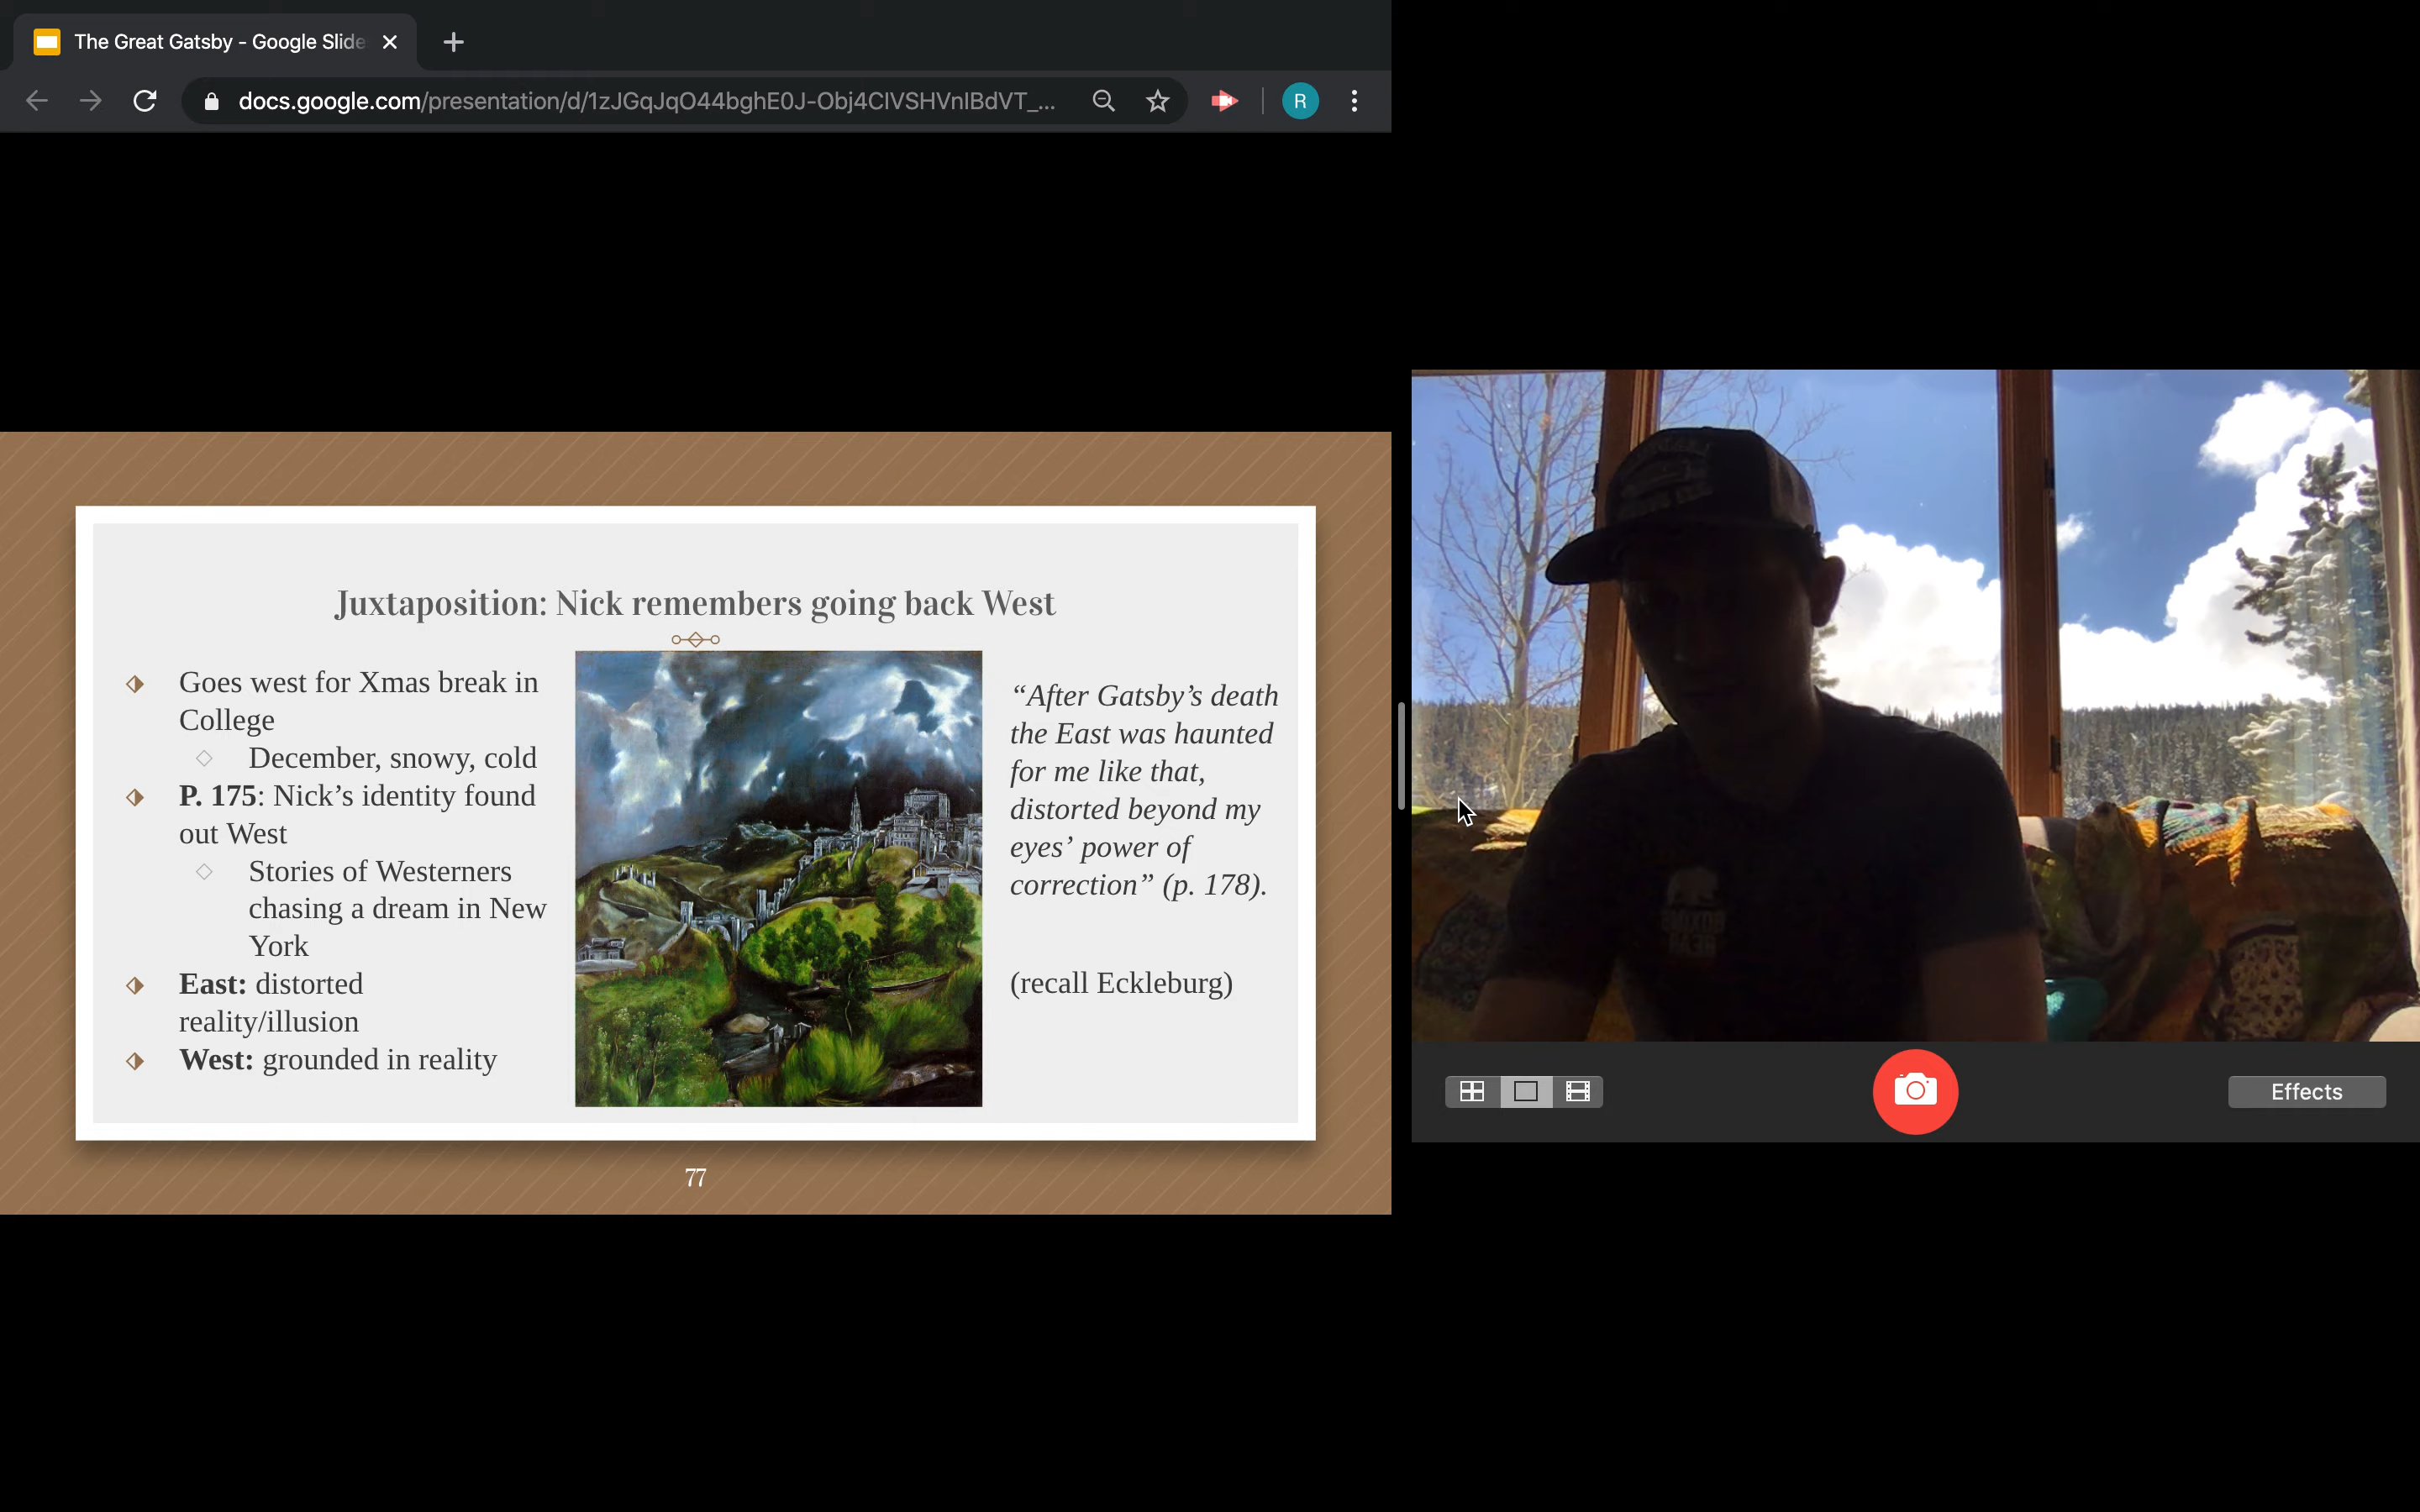 The Great Gatsby - Google Slide
docs.google.com/presentation/d/1zJGqJqO44bghE0J-Obj4CIVSHVnIBdVT_...
R
Juxtaposition: Nick remembers going back West
Goes west for Xmas break in
College
December, snowy, cold
P. 175: Nick’s identity found
out West
Stories of Westerners
chasing a dream in New
York
East: distorted
reality/illusion
West: grounded in reality
“After Gatsby’s death
the East was haunted
for me like that,
distorted beyond my
eyes’ power of
correction” (p. 178).
(recall Eckleburg)
77
Effects